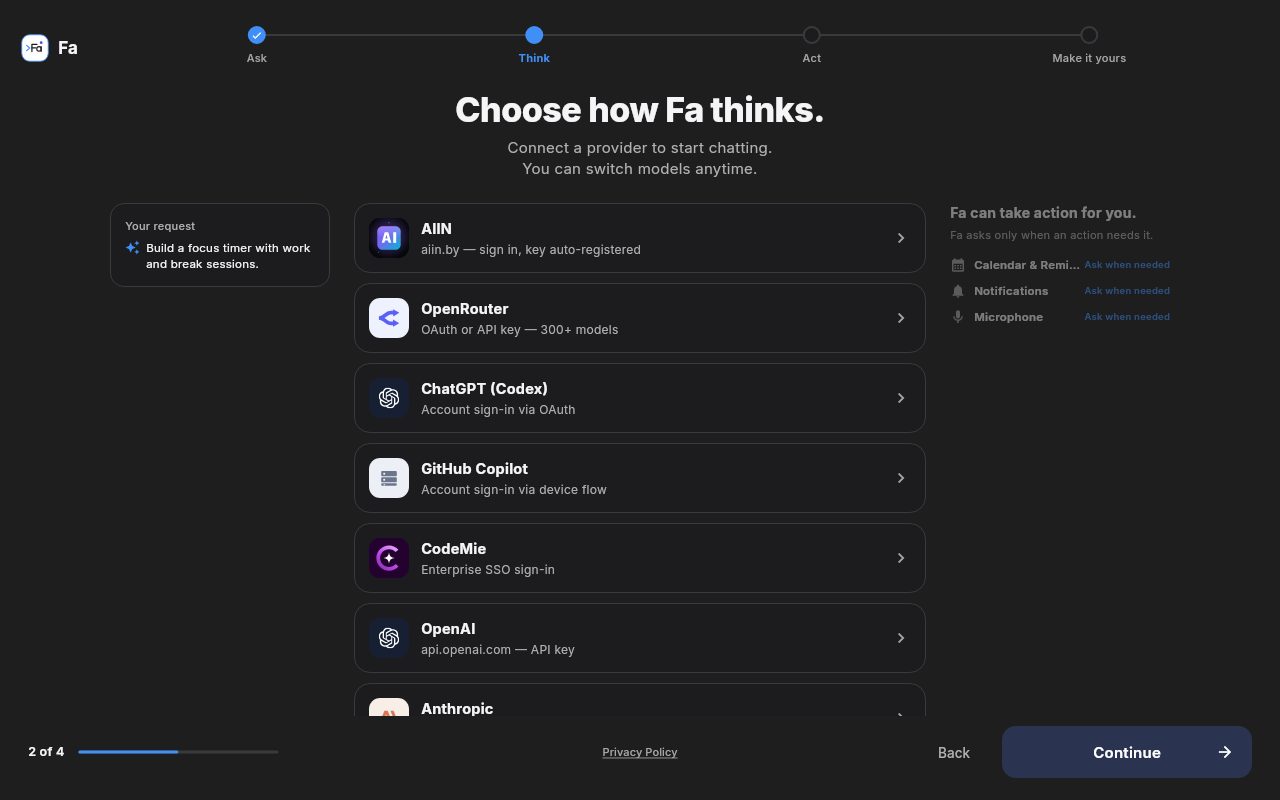 Fa
Ask
Think
Act
Make it yours
Choose how Fa thinks.
Connect a provider to start chatting.
You can switch models anytime.
Your request
Build a focus timer with work
and break sessions.
AI
AIIN
aiin.by — sign in, key auto-registered
OpenRouter
OAuth or API key — 300+ models
ChatGPT (Codex)
Account sign-in via OAuth
GitHub Copilot
Account sign-in via device flow
CodeMie
Enterprise SSO sign-in
OpenAI
api.openai.com — API key
Anthropic
Fa can take action for you.
Fa asks only when an action needs it.
Calendar & Remi... Ask when needed
Notifications Ask when needed
Microphone Ask when needed
2 of 4
Privacy Policy
Back
Continue